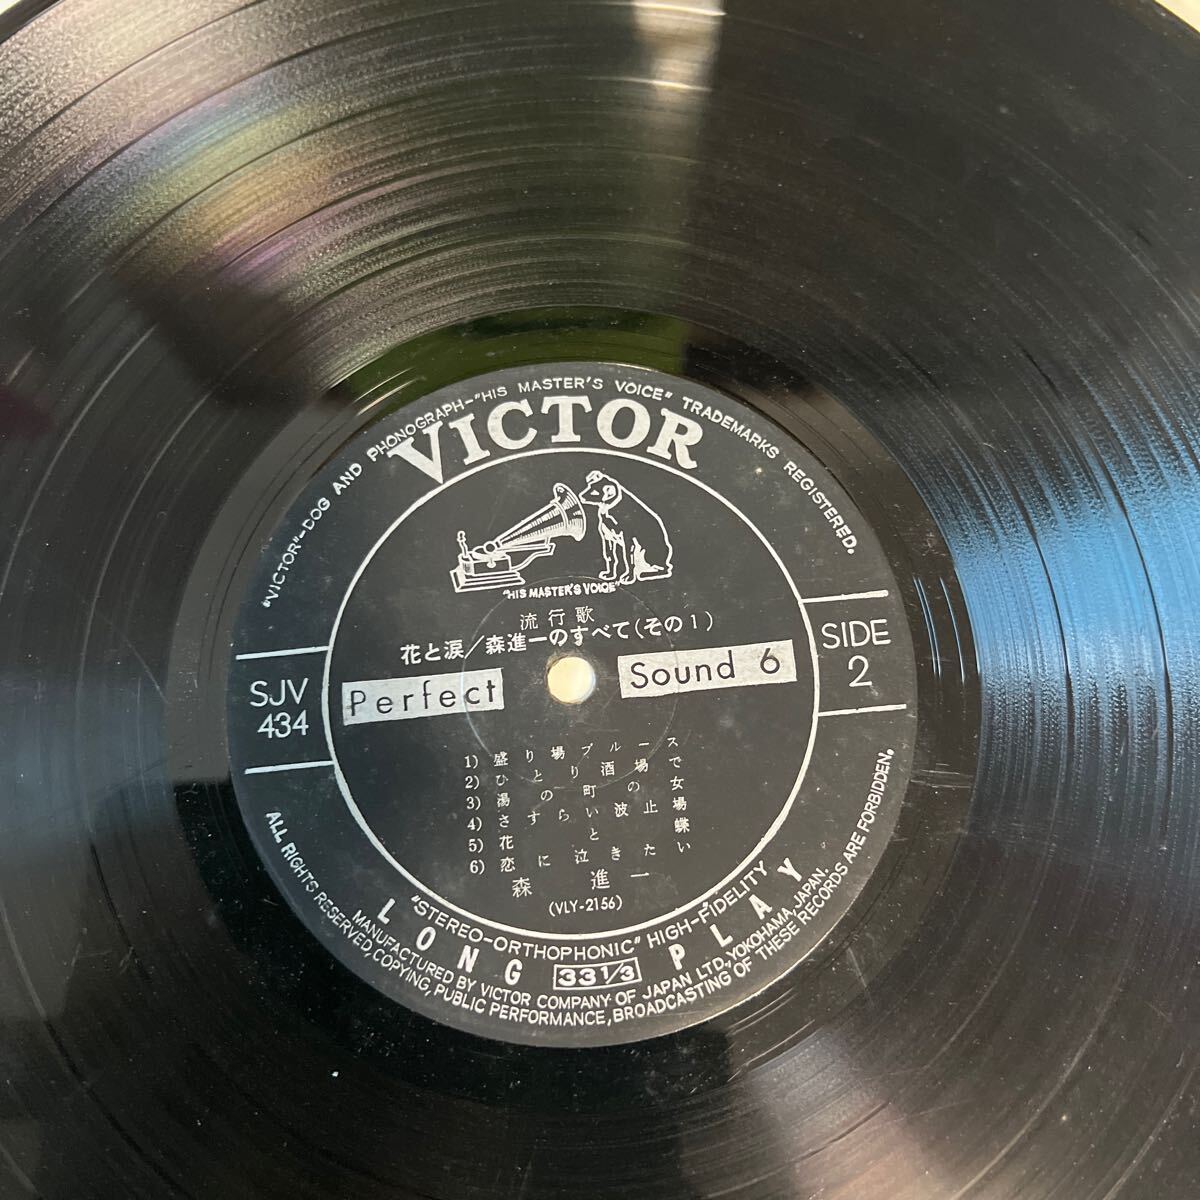 "VICTOR"-DOG AND PHONOGRAPH-"HIS MASTER'S VOICE" TRADEMARKS REGISTERED.
VICTOR
"HIS MASTER'S VOICE"
流行歌
花と涙/森進一のすべて(その1)
SJV
434
Perfect Sound 6
SIDE
2
1) 盛り場ブルース
2) ひとり酒場で
3) 湯の町の女
4) さすらい波止場
5) 花と蝶
6) 恋に泣きたい
森進一
(VLY-2156)
"STEREO-ORTHOPHONIC" HIGH-FIDELITY
LONG 33 1/3 PLAY
MANUFACTURED BY VICTOR COMPANY OF JAPAN LTD, YOKOHAMA, JAPAN.
ALL RIGHTS RESERVED, COPYING, PUBLIC PERFORMANCE, BROADCASTING OF THESE RECORDS ARE FORBIDDEN.